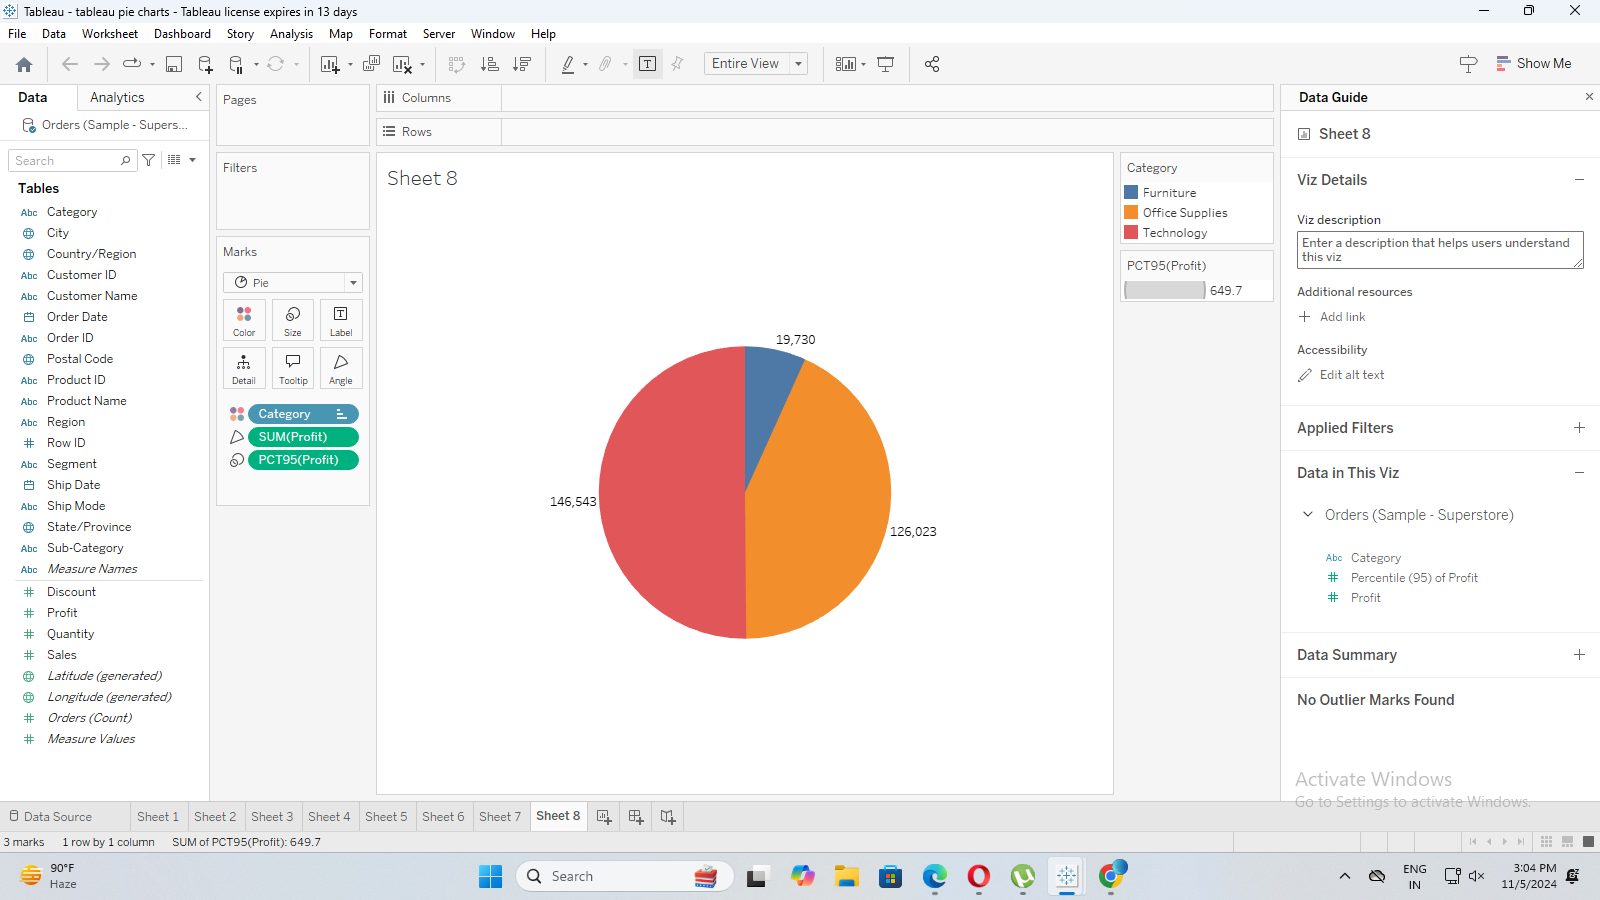 Tableau - tableau pie charts - Tableau license expires in 13 days
File Data Worksheet Dashboard Story Analysis Map Format Server Window Help
Entire View
Show Me
Data Analytics
Orders (Sample - Supers...
Search
Tables
Abc Category
City
Country/Region
Abc Customer ID
Abc Customer Name
Order Date
Abc Order ID
Postal Code
Abc Product ID
Abc Product Name
Abc Region
# Row ID
Abc Segment
Ship Date
Abc Ship Mode
State/Province
Abc Sub-Category
Abc Measure Names
# Discount
# Profit
# Quantity
# Sales
Latitude (generated)
Longitude (generated)
# Orders (Count)
# Measure Values
Pages
Filters
Marks
Pie
Color Size Label
Detail Tooltip Angle
Category
SUM(Profit)
PCT95(Profit)
Columns
Rows
Sheet 8
19,730
146,543
126,023
Category
Furniture
Office Supplies
Technology
PCT95(Profit)
649.7
Data Guide
Sheet 8
Viz Details
Viz description
Enter a description that helps users understand
this viz
Additional resources
Add link
Accessibility
Edit alt text
Applied Filters
Data in This Viz
Orders (Sample - Superstore)
Abc Category
# Percentile (95) of Profit
# Profit
Data Summary
No Outlier Marks Found
Activate Windows
Go to Settings to activate Windows.
Data Source Sheet 1 Sheet 2 Sheet 3 Sheet 4 Sheet 5 Sheet 6 Sheet 7 Sheet 8
3 marks 1 row by 1 column SUM of PCT95(Profit): 649.7
90°F
Haze
Search
ENG
IN
3:04 PM
11/5/2024